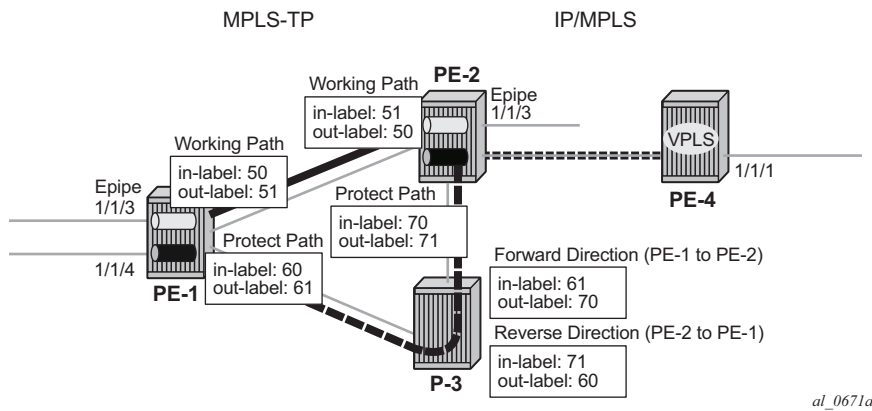 MPLS-TP
IP/MPLS
PE-2
Working Path
in-label: 51
out-label: 50
Epipe
1/1/3
VPLS
1/1/1
PE-4
Working Path
in-label: 50
out-label: 51
Epipe
1/1/3
1/1/4
PE-1
Protect Path
in-label: 70
out-label: 71
Protect Path
in-label: 60
out-label: 61
Forward Direction (PE-1 to PE-2)
in-label: 61
out-label: 70
Reverse Direction (PE-2 to PE-1)
in-label: 71
out-label: 60
P-3
al_0671a